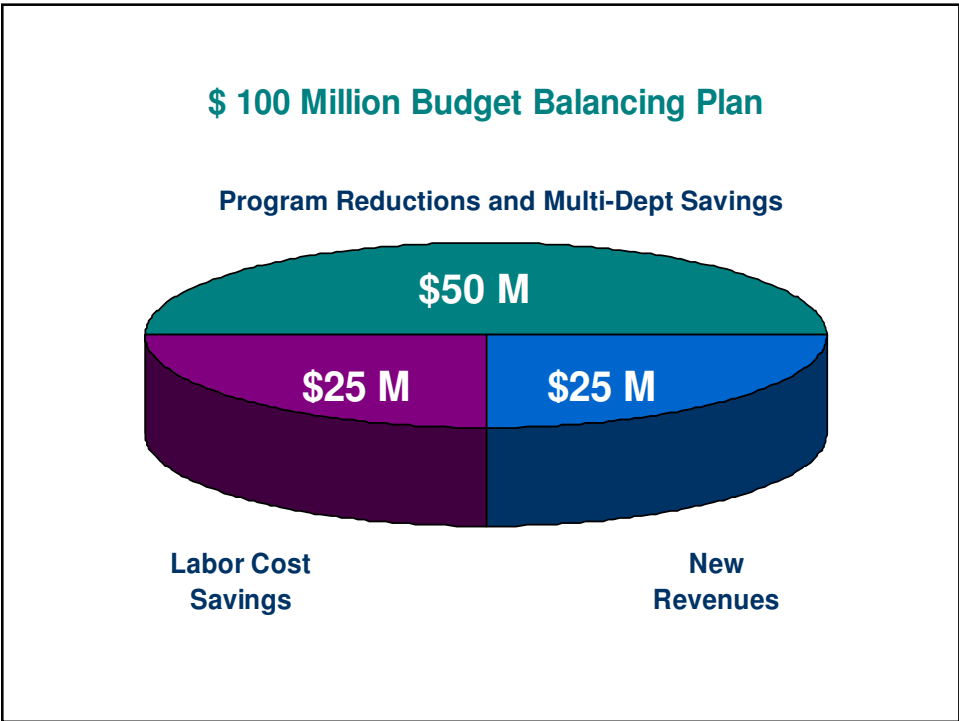 $ 100 Million Budget Balancing Plan
Program Reductions and Multi-Dept Savings
$50 M
$25 M
$25 M
Labor Cost
Savings
New
Revenues